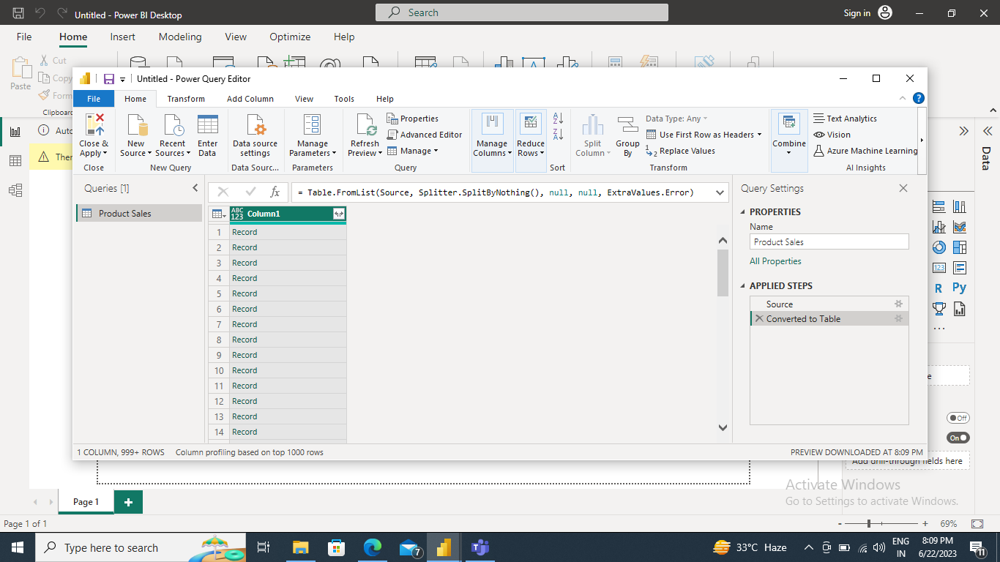 Untitled - Power BI Desktop
Search
Sign in
File Home Insert Modeling View Optimize Help
Paste
Cut
Copy
Form
Clipboard
Untitled - Power Query Editor
File Home Transform Add Column View Tools Help
Close & Apply
Close
New Source
Recent Sources
Enter Data
New Query
Data source settings
Data Sourc...
Manage Parameters
Parameters
Refresh Preview
Properties
Advanced Editor
Manage
Query
Manage Columns
Reduce Rows
Sort
Split Column
Group By
Data Type: Any
Use First Row as Headers
1 2 Replace Values
Transform
Combine
Text Analytics
Vision
Azure Machine Learning
AI Insights
Auto
Ther
Data
Queries [1]
Product Sales
fx
= Table.FromList(Source, Splitter.SplitByNothing(), null, null, ExtraValues.Error)
ABC 123 Column1
1 Record
2 Record
3 Record
4 Record
5 Record
6 Record
7 Record
8 Record
9 Record
10 Record
11 Record
12 Record
13 Record
14 Record
Query Settings
PROPERTIES
Name
Product Sales
All Properties
APPLIED STEPS
Source
Converted to Table
1 COLUMN, 999+ ROWS Column profiling based on top 1000 rows
PREVIEW DOWNLOADED AT 8:09 PM
123
R Py
...
e
Off
On
Add drill-through fields here
Activate Windows
Go to Settings to activate Windows.
Page 1 +
Page 1 of 1
- + 69%
Type here to search
7
33°C Haze
ENG
IN
8:09 PM
6/22/2023
11